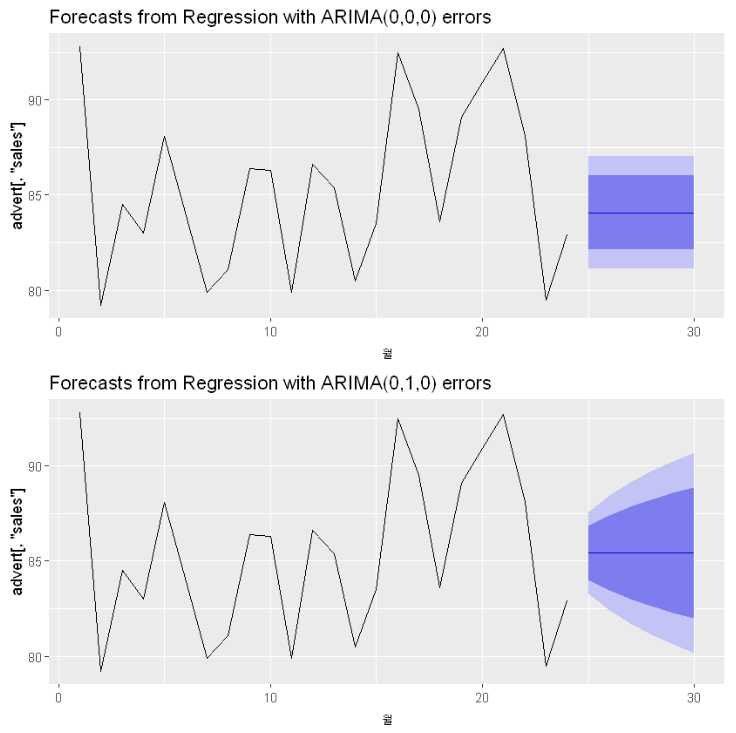 Forecasts from Regression with ARIMA(0,0,0) errors
90
85
80
advert[, "sales"]
0 10 20 30
월
Forecasts from Regression with ARIMA(0,1,0) errors
90
85
80
advert[, "sales"]
0 10 20 30
월